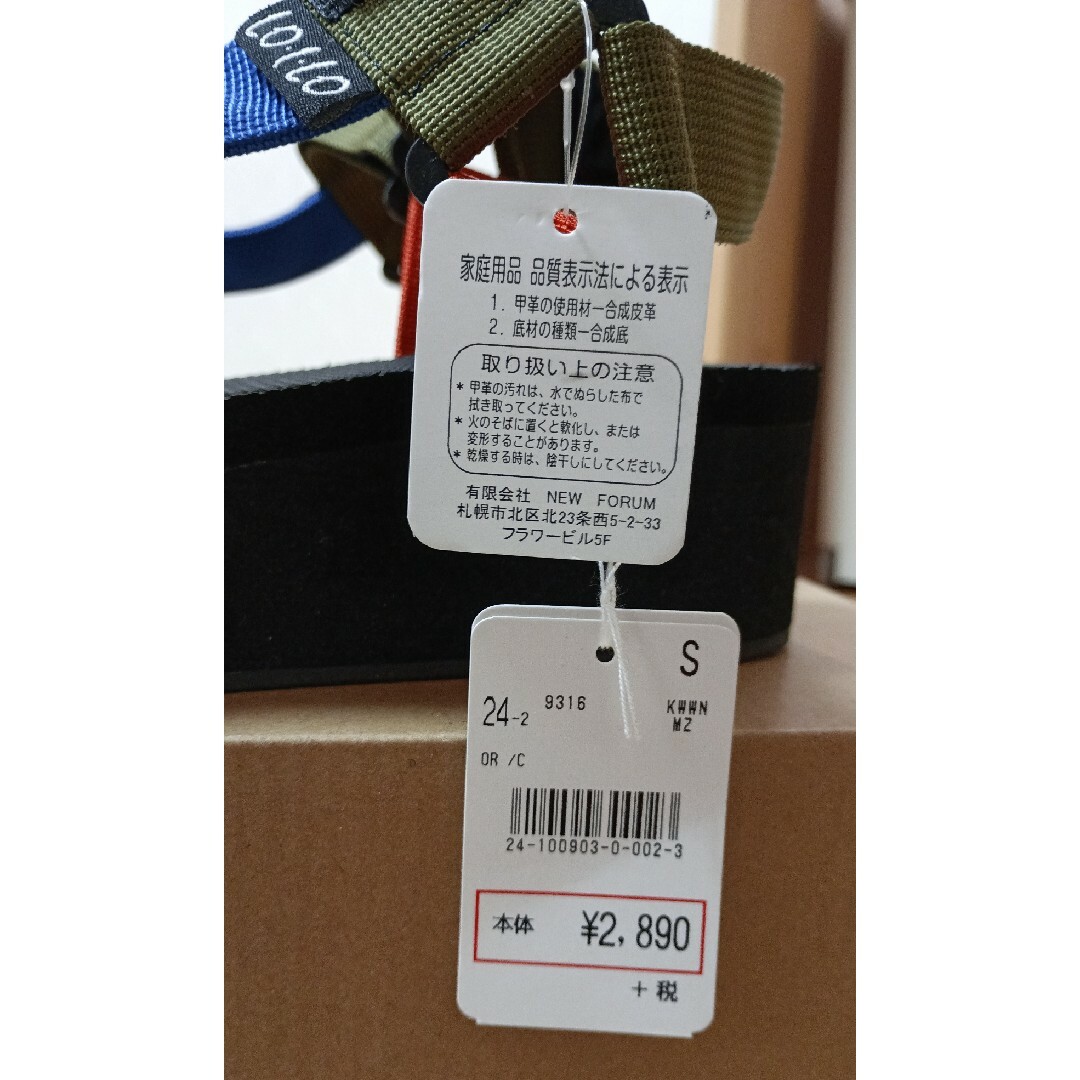 LOLLO
家庭用品 品質表示法による表示
1. 甲革の使用材ー合成皮革
2. 底材の種類ー合成底
取り扱い上の注意
* 甲革の汚れは、水でぬらした布で
拭き取ってください。
* 火のそばに置くと軟化し、または
変形することがあります。
* 乾燥する時は、陰干しにしてください。
有限会社 NEW FORUM
札幌市北区北23条西5-2-33
フラワービル5F
S
24-2 9316 KWWN
MZ
OR /C
24-100903-0-002-3
本体 ¥2,890
+ 税